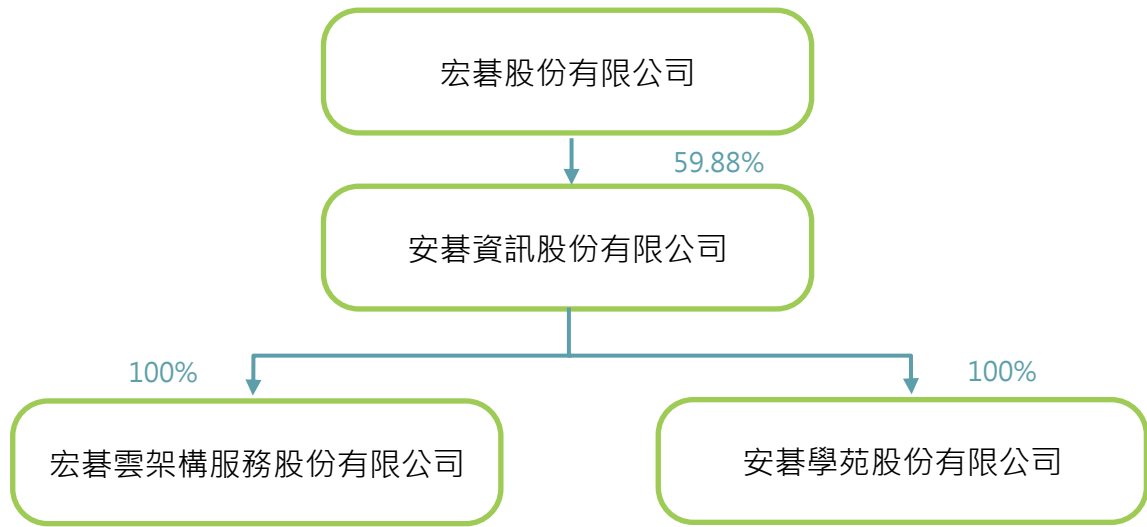 宏碁股份有限公司
59.88%
安碁資訊股份有限公司
100%
100%
宏碁雲架構服務股份有限公司
安碁學苑股份有限公司